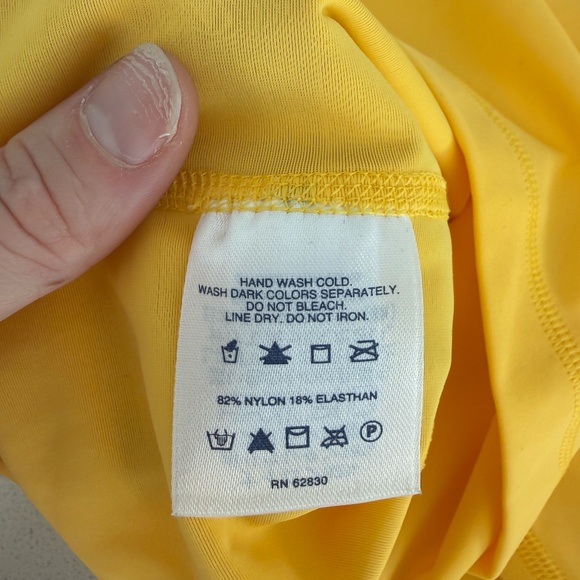 HAND WASH COLD.
WASH DARK COLORS SEPARATELY.
DO NOT BLEACH.
LINE DRY. DO NOT IRON.
82% NYLON 18% ELASTHAN
P
RN 62830